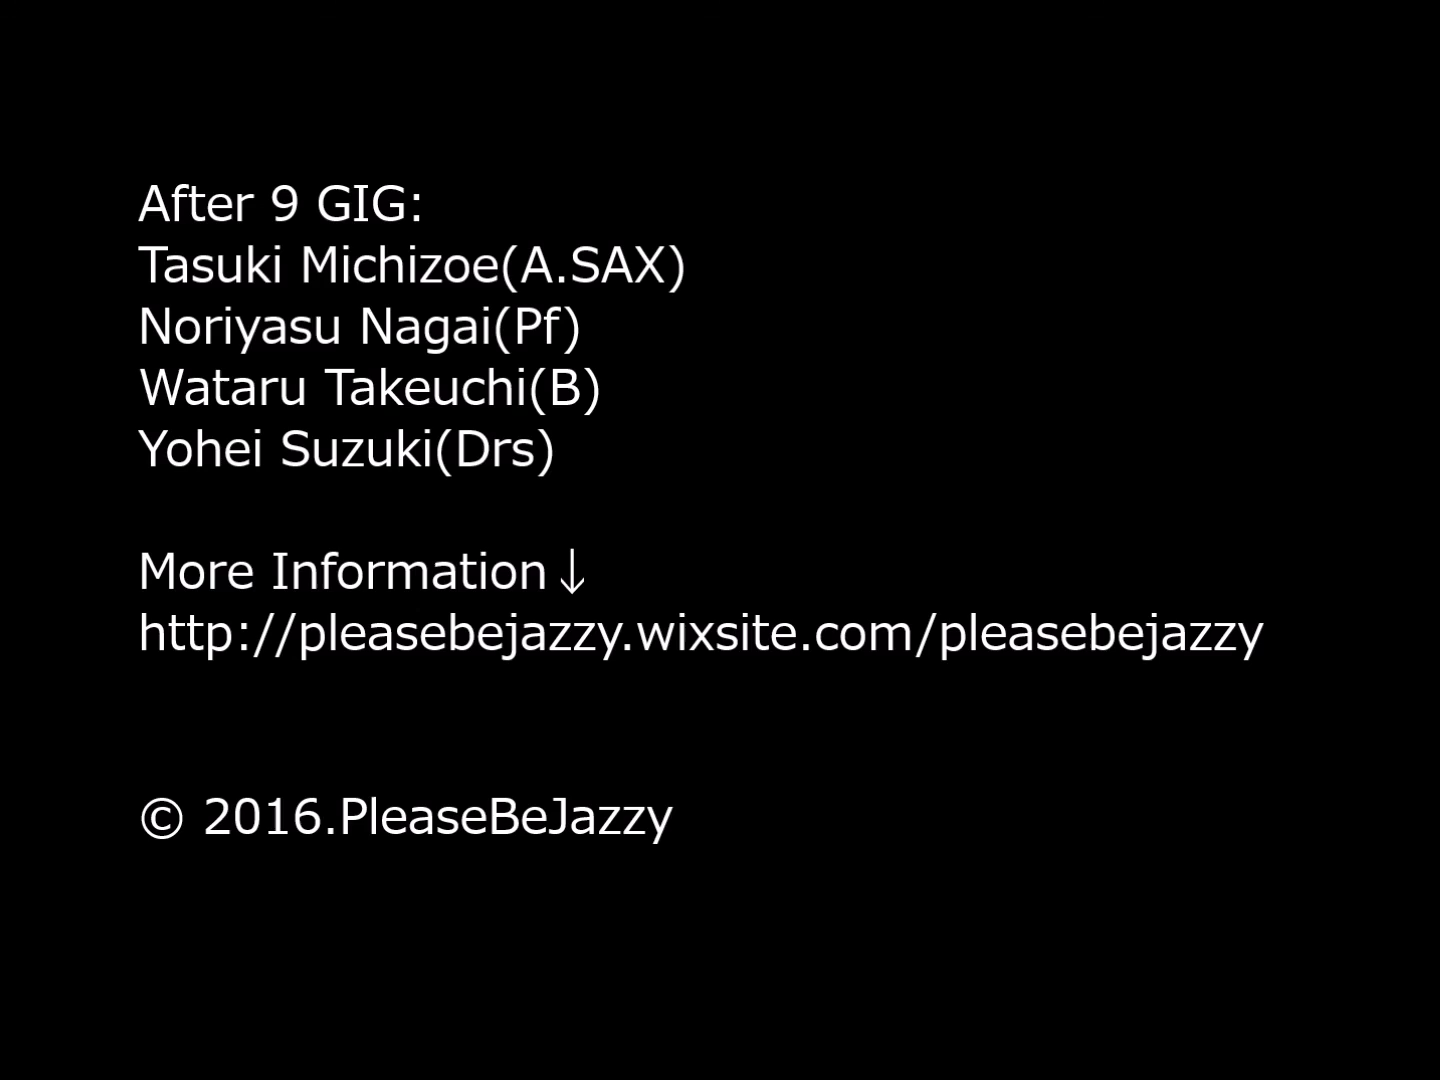 After 9 GIG:
Tasuki Michizoe(A.SAX)
Noriyasu Nagai(Pf)
Wataru Takeuchi(B)
Yohei Suzuki(Drs)
More Information↓
http://pleasebejazzy.wixsite.com/pleasebejazzy
© 2016.PleaseBeJazzy